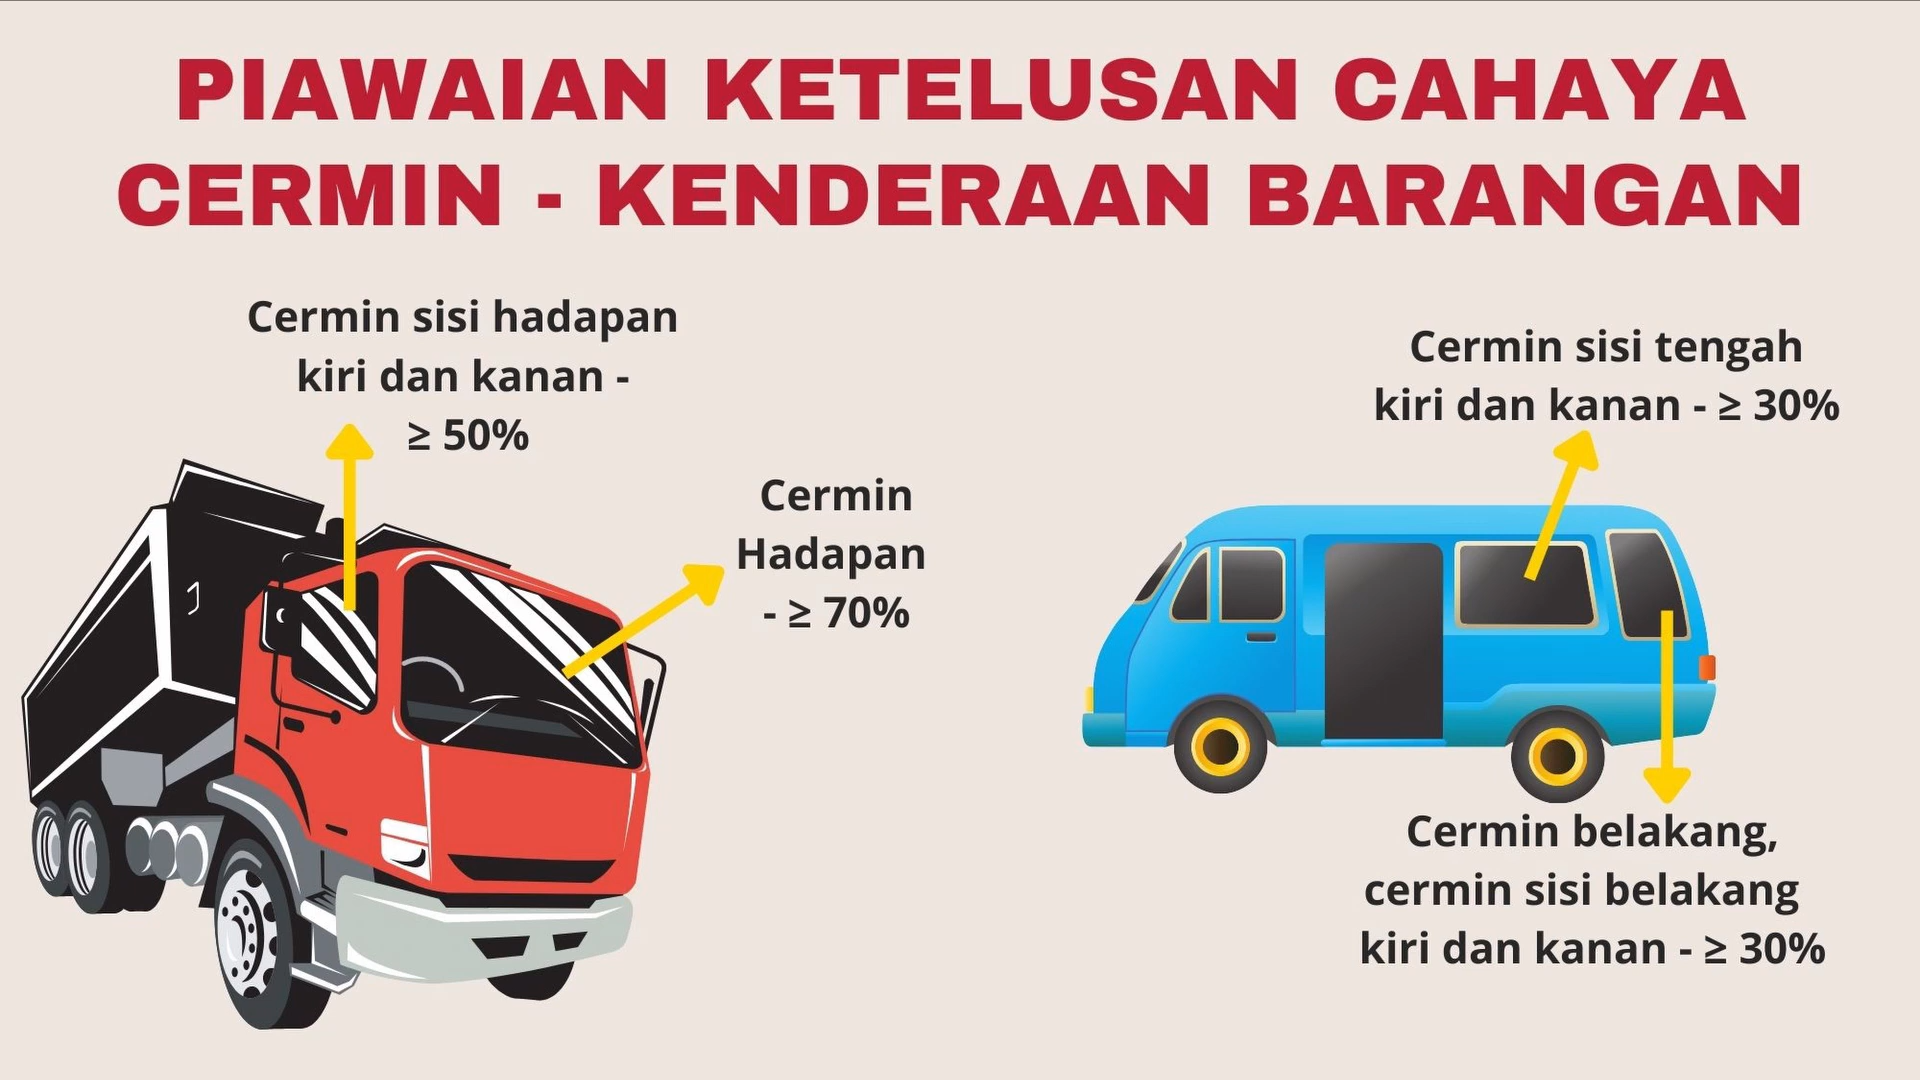 PIAWAIAN KETELUSAN CAHAYA
CERMIN - KENDERAAN BARANGAN
Cermin sisi hadapan
kiri dan kanan -
≥ 50%
Cermin
Hadapan
- ≥ 70%
Cermin sisi tengah
kiri dan kanan - ≥ 30%
Cermin belakang,
cermin sisi belakang
kiri dan kanan - ≥ 30%